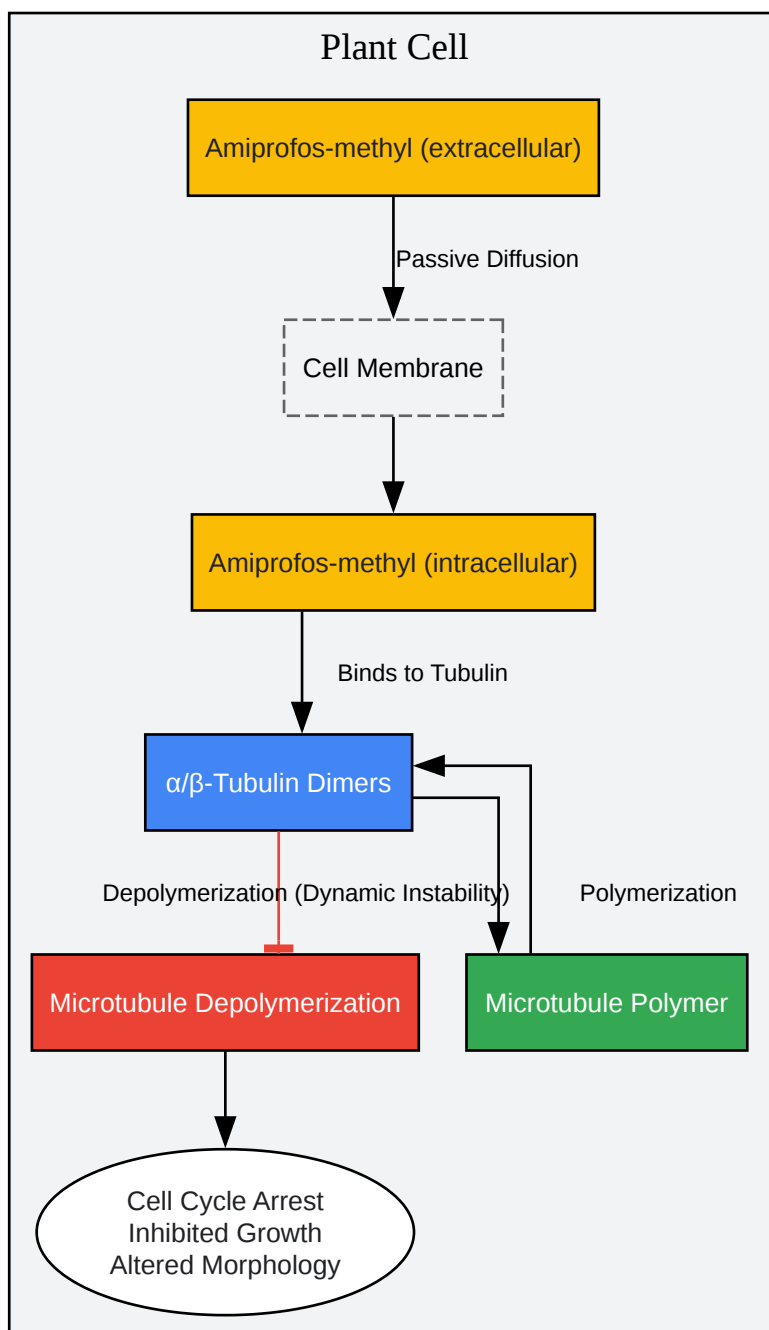 Plant Cell
Amiprofos-methyl (extracellular)
Passive Diffusion
Cell Membrane
Amiprofos-methyl (intracellular)
Binds to Tubulin
α/β-Tubulin Dimers
Depolymerization (Dynamic Instability)
Polymerization
Microtubule Depolymerization
Microtubule Polymer
Cell Cycle Arrest
Inhibited Growth
Altered Morphology